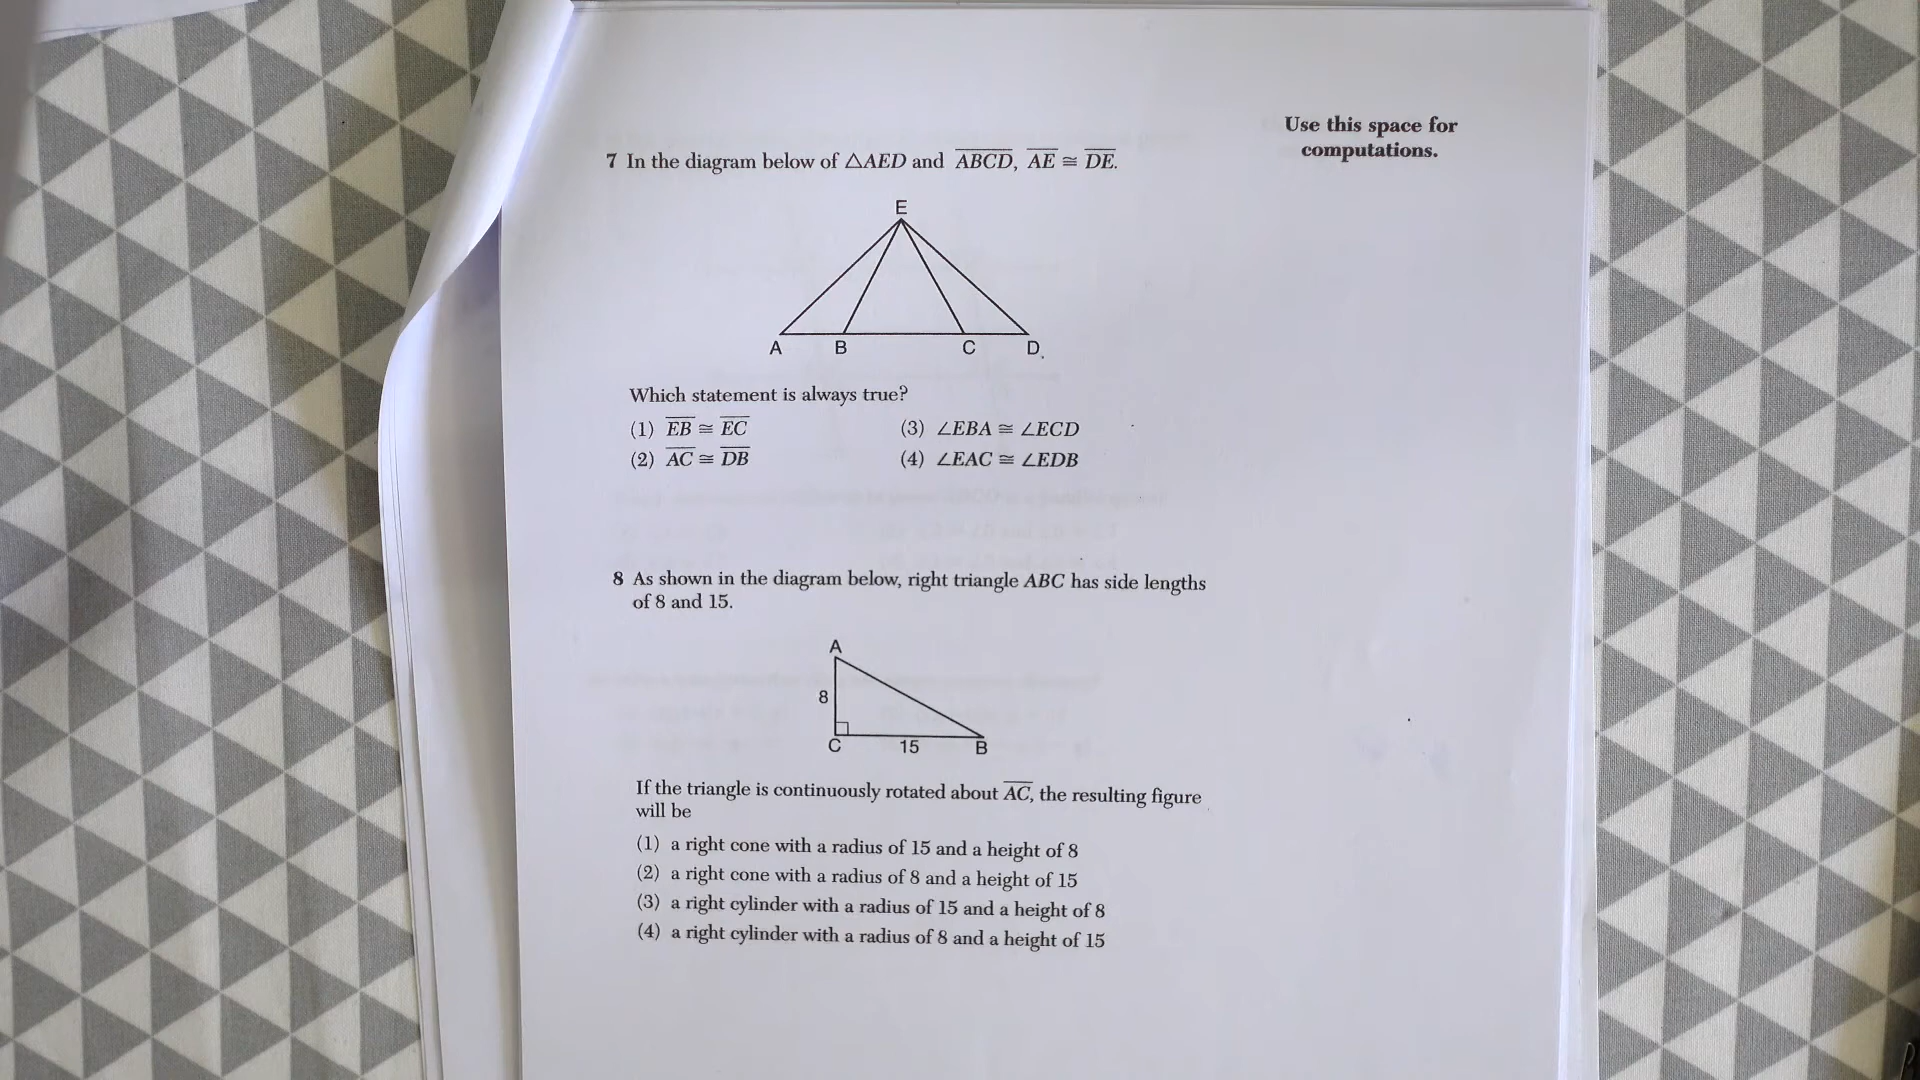 Use this space for
computations.
7 In the diagram below of △AED and ABCD, AE ≅ DE.
E
A B C D
Which statement is always true?
(1) EB ≅ EC (3) ∠EBA ≅ ∠ECD
(2) AC ≅ DB (4) ∠EAC ≅ ∠EDB
8 As shown in the diagram below, right triangle ABC has side lengths
of 8 and 15.
A
8
C 15 B
If the triangle is continuously rotated about AC, the resulting figure
will be
(1) a right cone with a radius of 15 and a height of 8
(2) a right cone with a radius of 8 and a height of 15
(3) a right cylinder with a radius of 15 and a height of 8
(4) a right cylinder with a radius of 8 and a height of 15